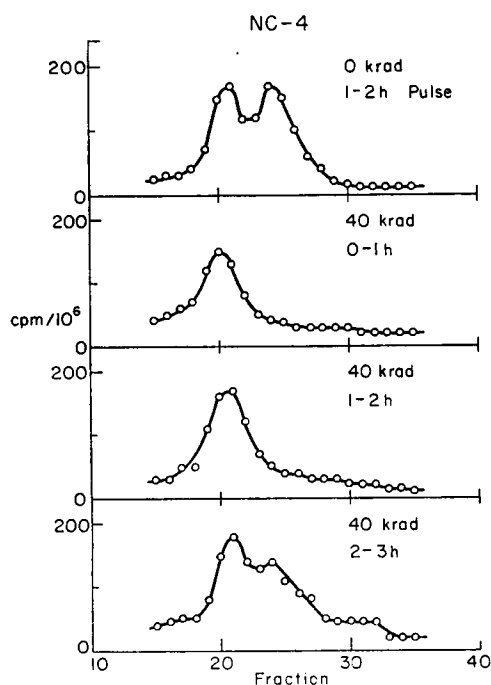 NC-4
200
0
0 krad
1-2h Pulse
200
0
40 krad
0-1h
cpm/10⁶
200
0
40 krad
1-2h
200
0
40 krad
2-3h
10 20 30 40
Fraction